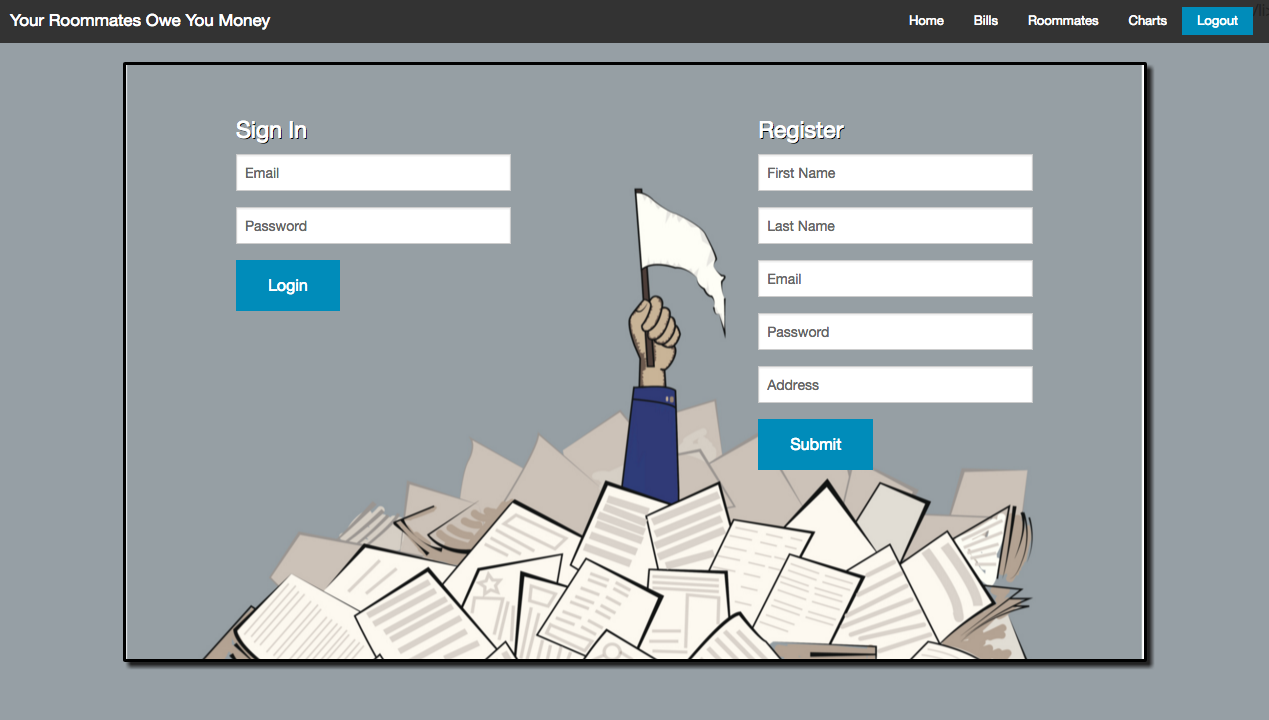 Your Roommates Owe You Money
Home
Bills
Roommates
Charts
Logout
Sign In
Email
Password
Login
Register
First Name
Last Name
Email
Password
Address
Submit